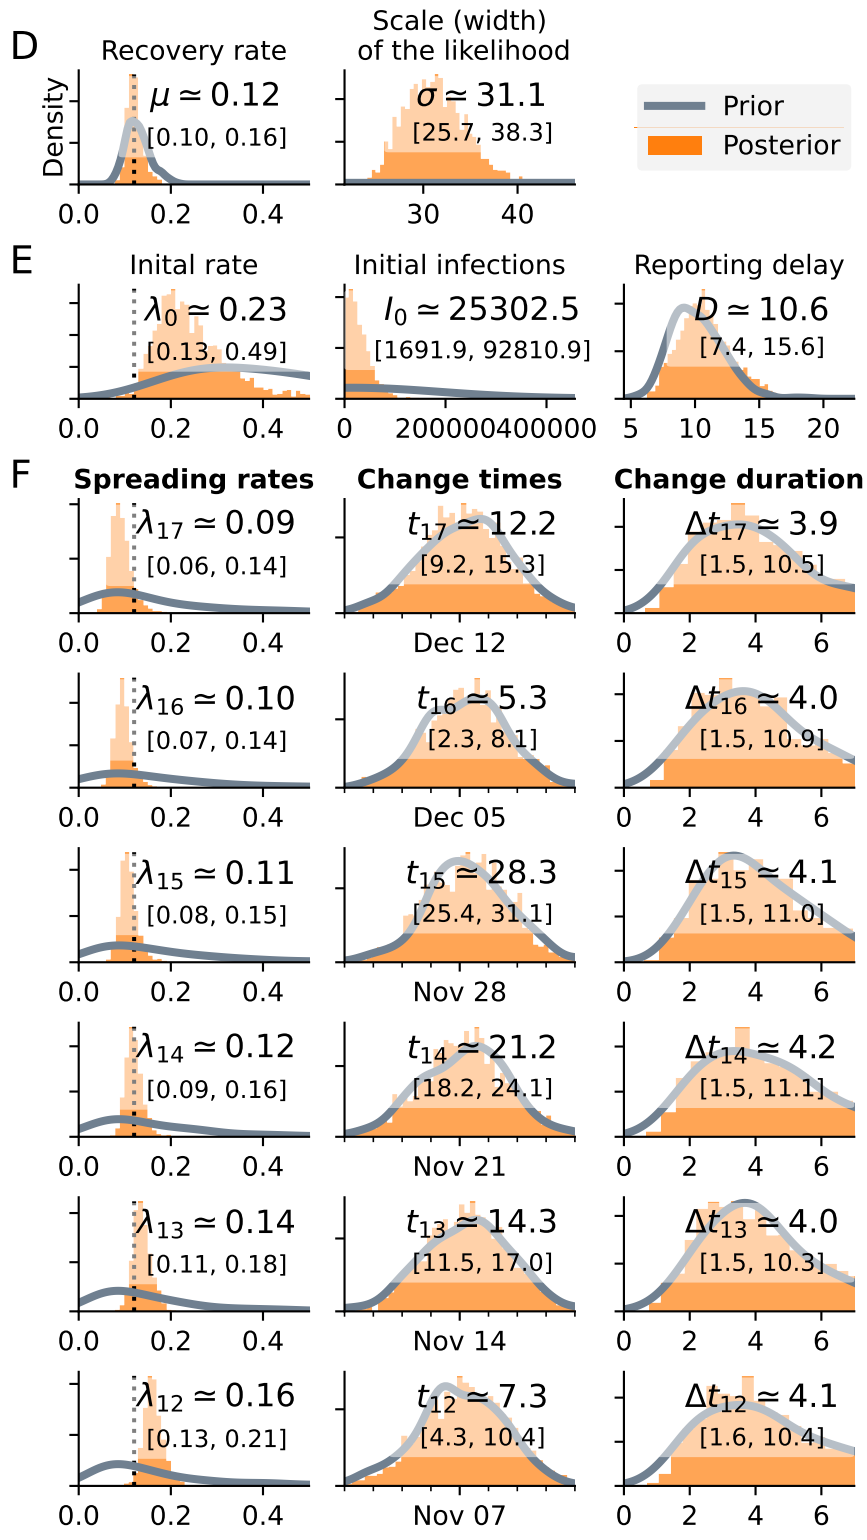 D
Recovery rate
Scale (width)
of the likelihood
Density
μ ≃ 0.12
[0.10, 0.16]
0.0 0.2 0.4
σ ≃ 31.1
[25.7, 38.3]
30 40
Prior
Posterior
E
Inital rate
Initial infections
Reporting delay
λ0 ≃ 0.23
[0.13, 0.49]
0.0 0.2 0.4
I0 ≃ 25302.5
[1691.9, 92810.9]
0 200000400000
D ≃ 10.6
[7.4, 15.6]
5 10 15 20
F
Spreading rates
Change times
Change duration
λ17 ≃ 0.09
[0.06, 0.14]
0.0 0.2 0.4
t17 ≃ 12.2
[9.2, 15.3]
Dec 12
Δt17 ≃ 3.9
[1.5, 10.5]
0 2 4 6
λ16 ≃ 0.10
[0.07, 0.14]
0.0 0.2 0.4
t16 ≃ 5.3
[2.3, 8.1]
Dec 05
Δt16 ≃ 4.0
[1.5, 10.9]
0 2 4 6
λ15 ≃ 0.11
[0.08, 0.15]
0.0 0.2 0.4
t15 ≃ 28.3
[25.4, 31.1]
Nov 28
Δt15 ≃ 4.1
[1.5, 11.0]
0 2 4 6
λ14 ≃ 0.12
[0.09, 0.16]
0.0 0.2 0.4
t14 ≃ 21.2
[18.2, 24.1]
Nov 21
Δt14 ≃ 4.2
[1.5, 11.1]
0 2 4 6
λ13 ≃ 0.14
[0.11, 0.18]
0.0 0.2 0.4
t13 ≃ 14.3
[11.5, 17.0]
Nov 14
Δt13 ≃ 4.0
[1.5, 10.3]
0 2 4 6
λ12 ≃ 0.16
[0.13, 0.21]
0.0 0.2 0.4
t12 ≃ 7.3
[4.3, 10.4]
Nov 07
Δt12 ≃ 4.1
[1.6, 10.4]
0 2 4 6